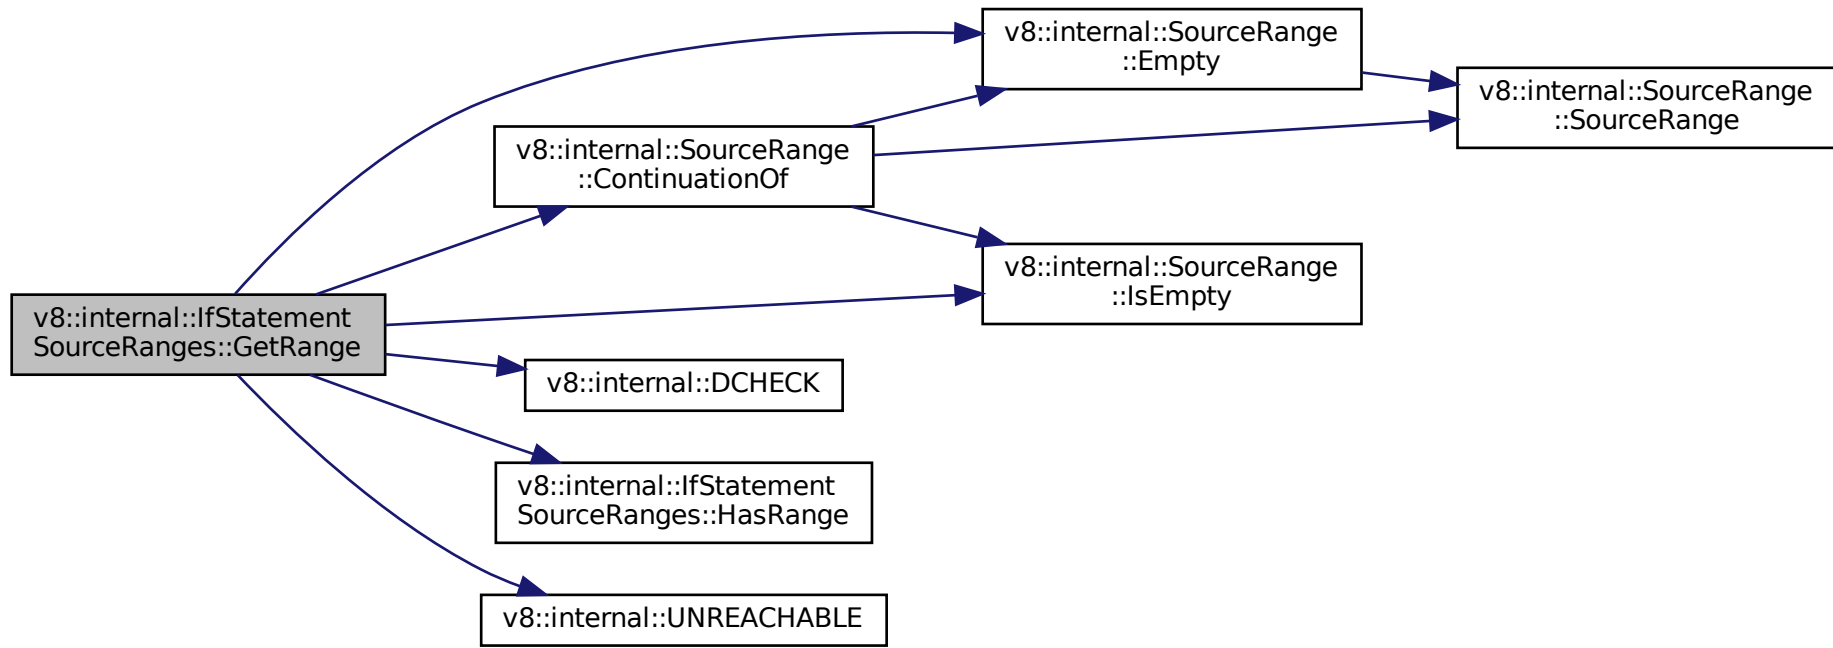 v8::internal::SourceRange
::Empty
v8::internal::SourceRange
::SourceRange
v8::internal::SourceRange
::ContinuationOf
v8::internal::SourceRange
::IsEmpty
v8::internal::IfStatement
SourceRanges::GetRange
v8::internal::DCHECK
v8::internal::IfStatement
SourceRanges::HasRange
v8::internal::UNREACHABLE